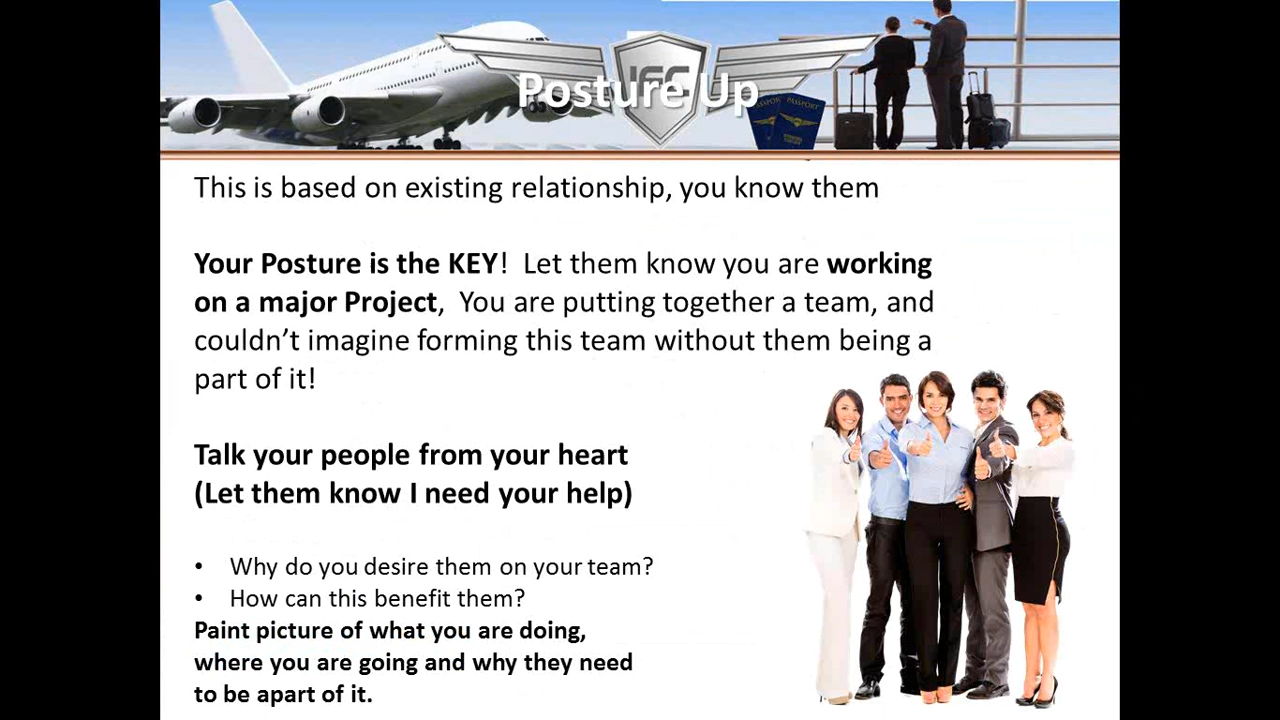 Posture Up
PASSPORT
This is based on existing relationship, you know them
Your Posture is the KEY!  Let them know you are working
on a major Project,  You are putting together a team, and
couldn’t imagine forming this team without them being a
part of it!
Talk your people from your heart
(Let them know I need your help)
• Why do you desire them on your team?
• How can this benefit them?
Paint picture of what you are doing,
where you are going and why they need
to be apart of it.